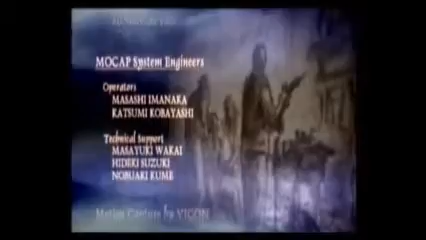 MOCAP System Engineers
Operators
MASASHI IMANAKA
KATSUMI KOBAYASHI
Technical Support
MASAYUKI WAKAI
HIDEKI SUZUKI
NOBUAKI KUME
Motion Capture by VICON